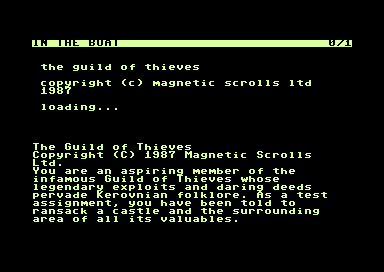 IN THE BOAT 0/1
the guild of thieves
copyright (c) magnetic scrolls ltd
1987
loading...
The Guild of Thieves
Copyright (C) 1987 Magnetic Scrolls
Ltd.
You are an aspiring member of the
infamous Guild of Thieves whose
legendary exploits and daring deeds
pervade Kerovnian folklore. As a test
assignment, you have been told to
ransack a castle and the surrounding
area of all its valuables.